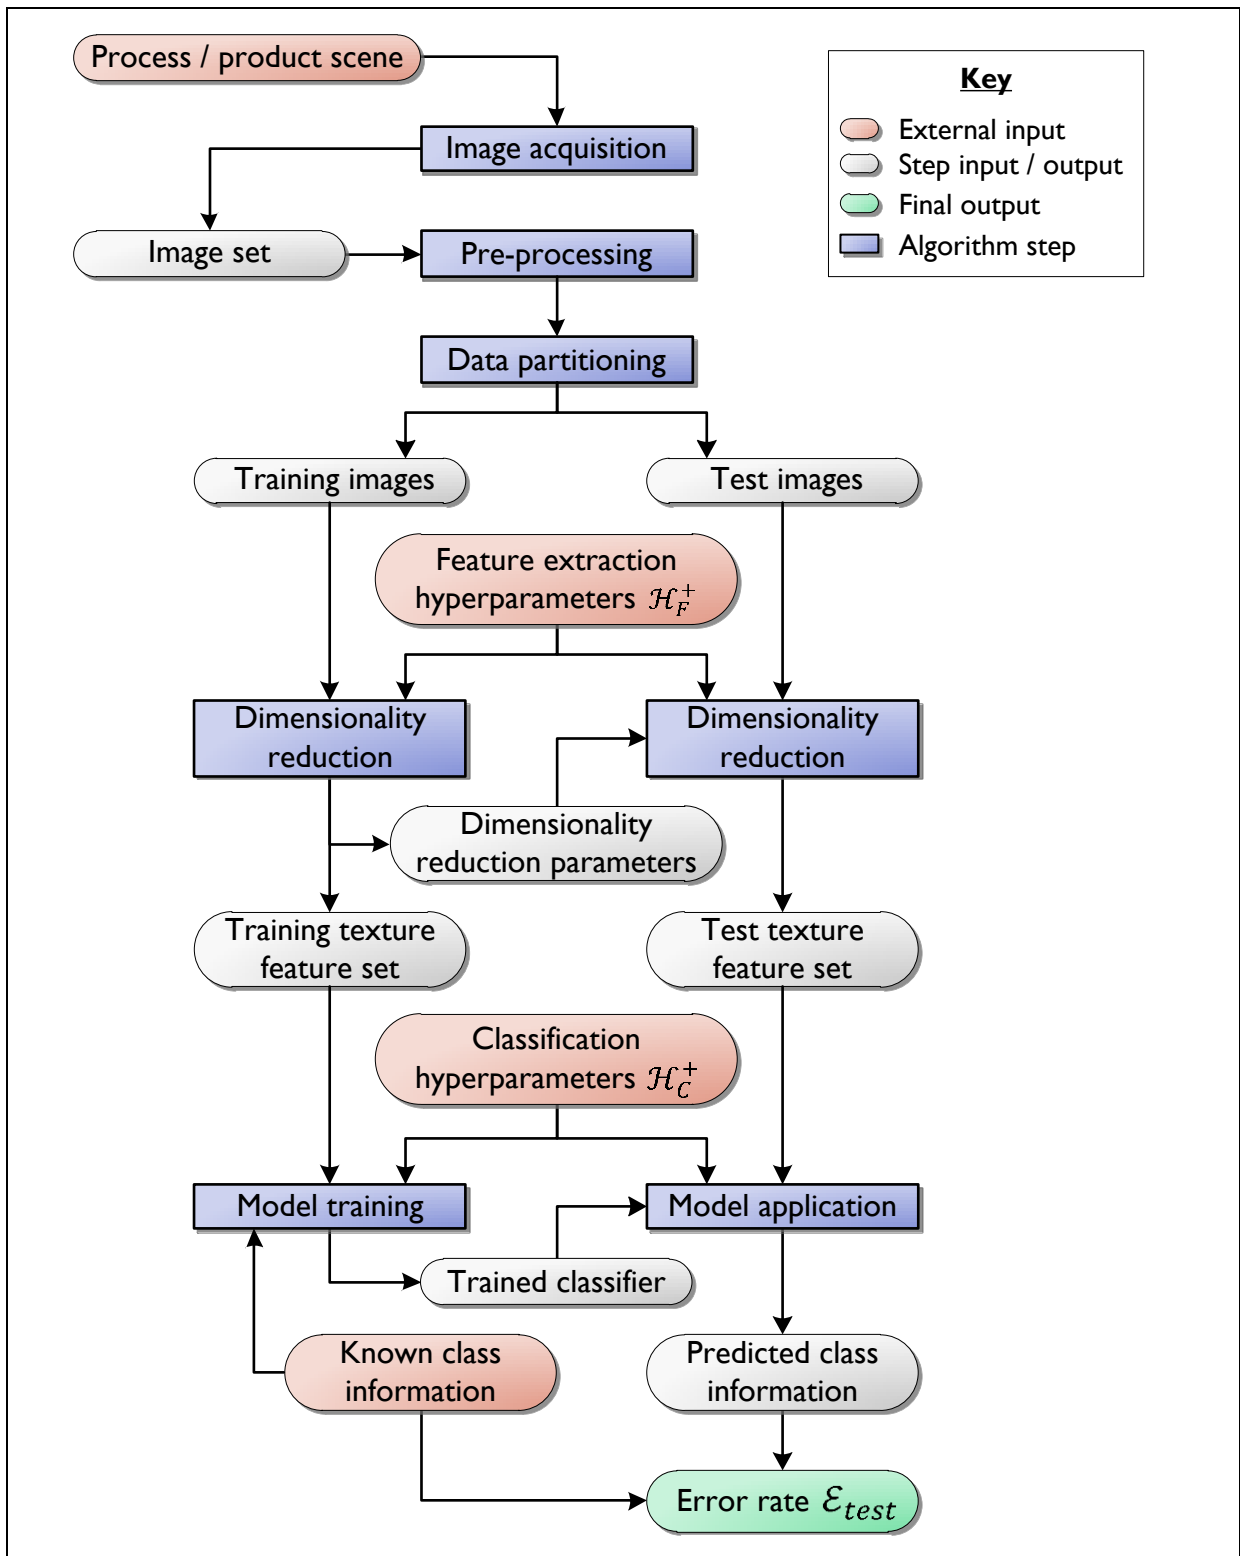 Process / product scene
Key
External input
Step input / output
Final output
Algorithm step
Image acquisition
Image set
Pre-processing
Data partitioning
Training images
Test images
Feature extraction
hyperparameters ℋ_F^+
Dimensionality
reduction
Dimensionality
reduction
Dimensionality
reduction parameters
Training texture
feature set
Test texture
feature set
Classification
hyperparameters ℋ_C^+
Model training
Model application
Trained classifier
Known class
information
Predicted class
information
Error rate ℰ_test